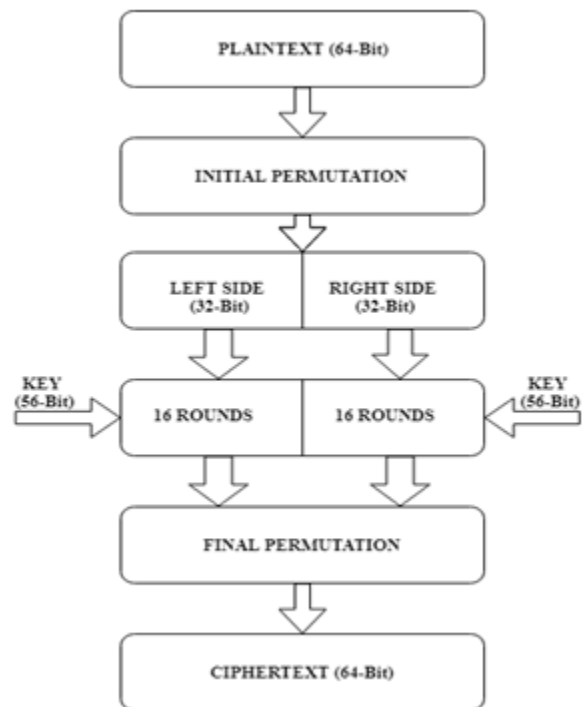 PLAINTEXT (64-Bit)
INITIAL PERMUTATION
LEFT SIDE
(32-Bit)
RIGHT SIDE
(32-Bit)
KEY
(56-Bit)
16 ROUNDS
16 ROUNDS
KEY
(56-Bit)
FINAL PERMUTATION
CIPHERTEXT (64-Bit)